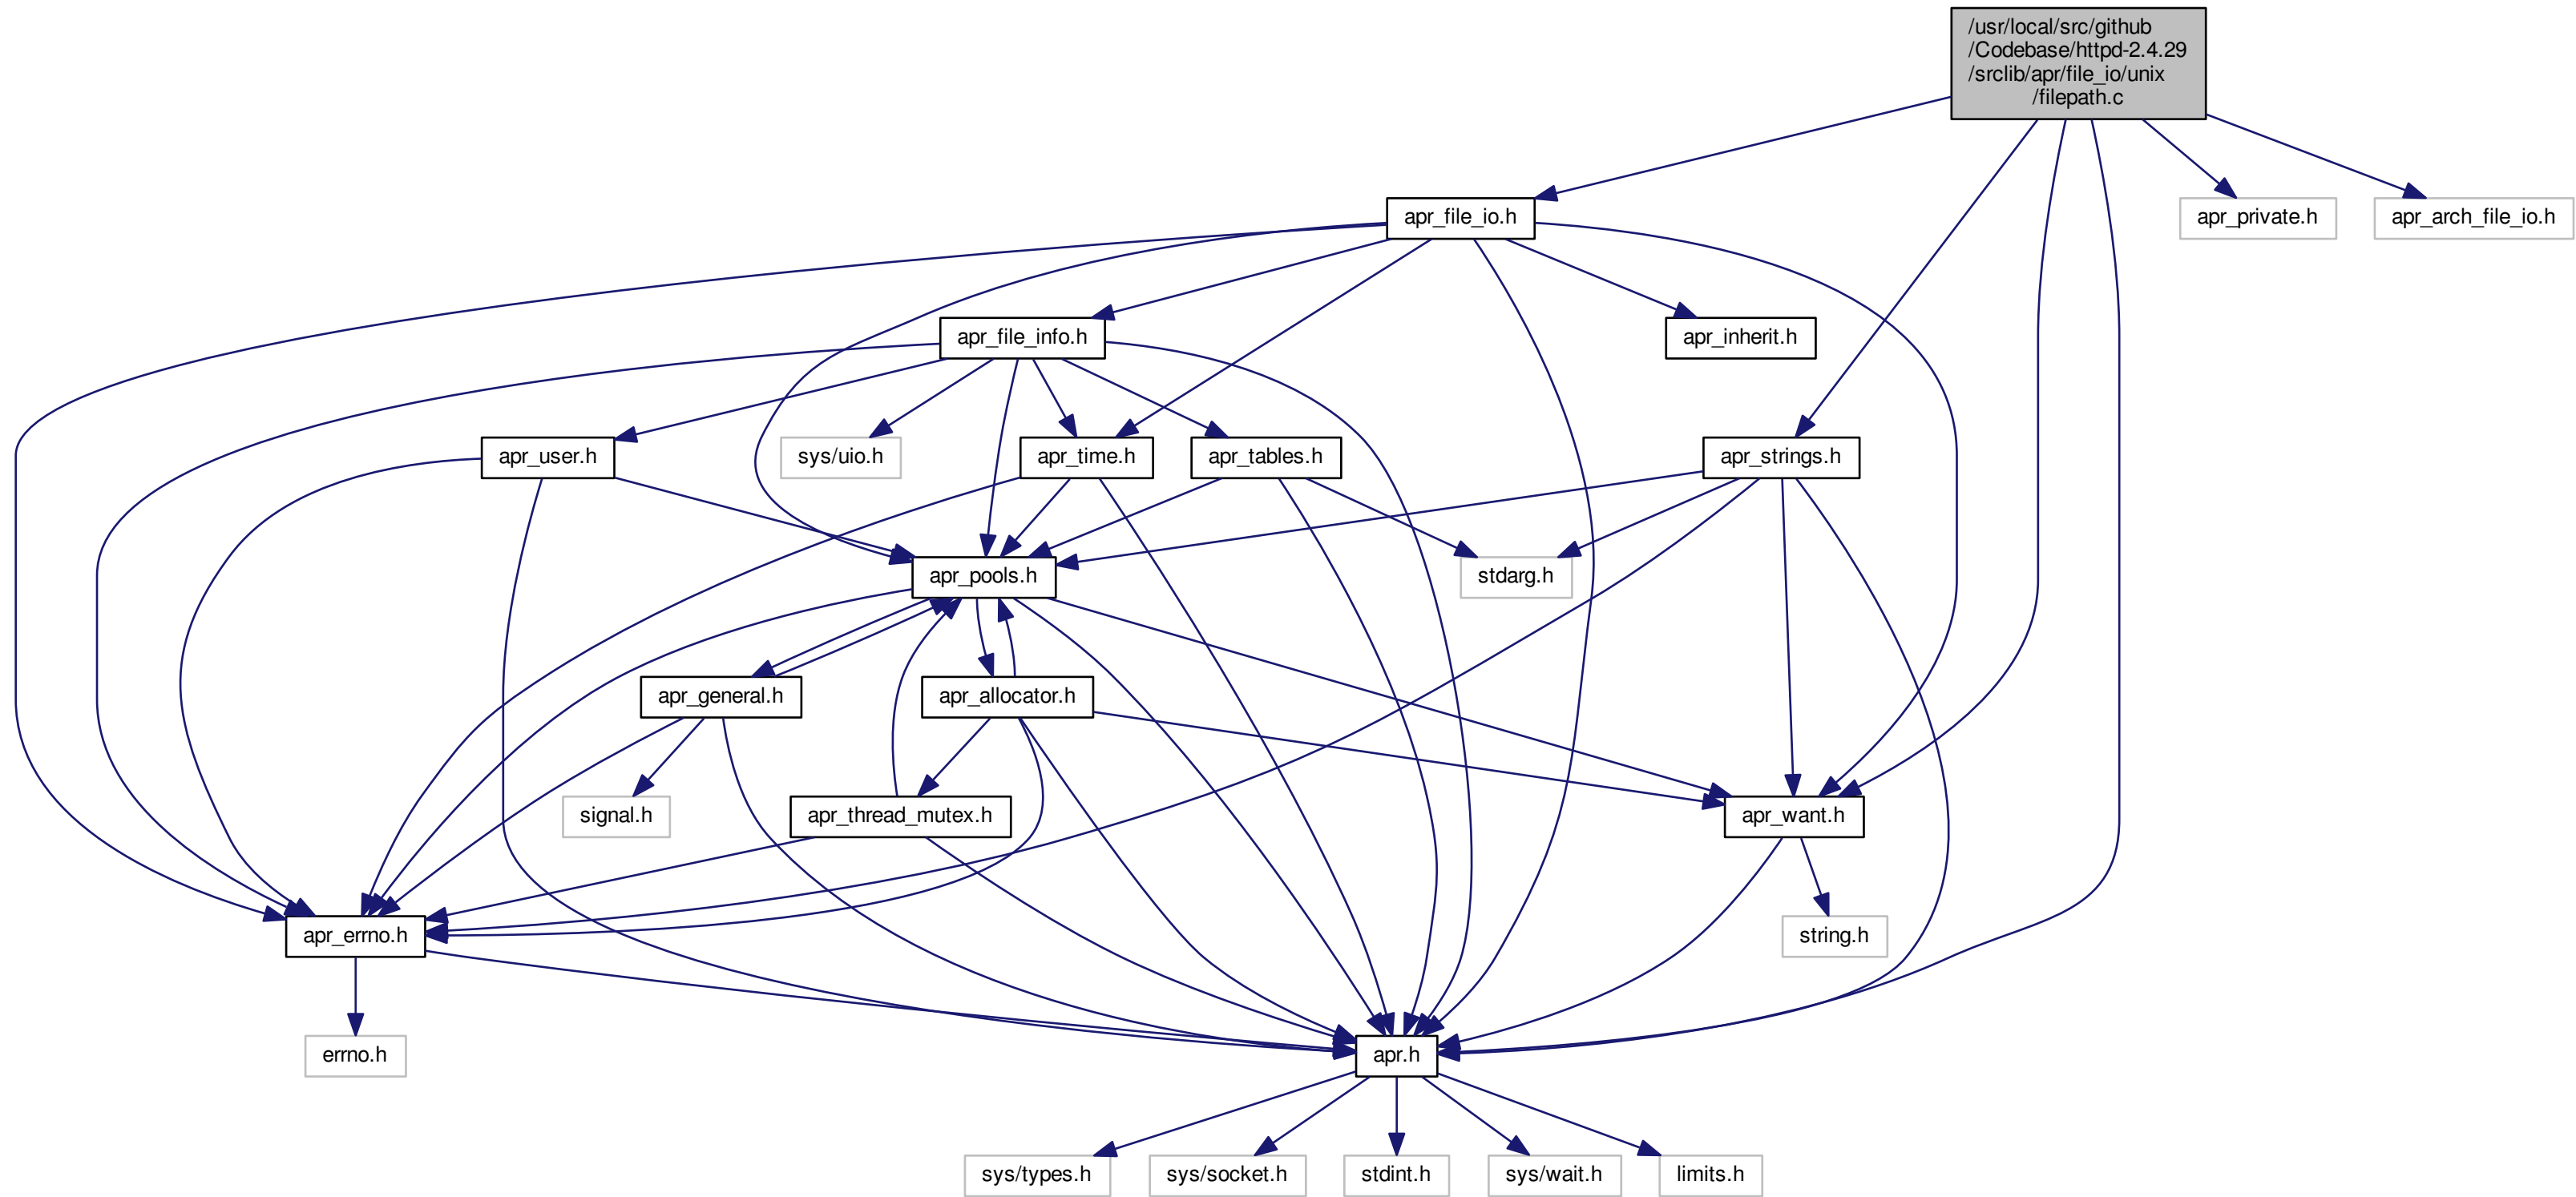 /usr/local/src/github
/Codebase/httpd-2.4.29
/srclib/apr/file_io/unix
/filepath.c
apr_file_io.h
apr_private.h
apr_arch_file_io.h
apr_file_info.h
apr_inherit.h
apr_user.h
sys/uio.h
apr_time.h
apr_tables.h
apr_strings.h
apr_pools.h
stdarg.h
apr_general.h
apr_allocator.h
signal.h
apr_thread_mutex.h
apr_want.h
apr_errno.h
string.h
errno.h
apr.h
sys/types.h
sys/socket.h
stdint.h
sys/wait.h
limits.h